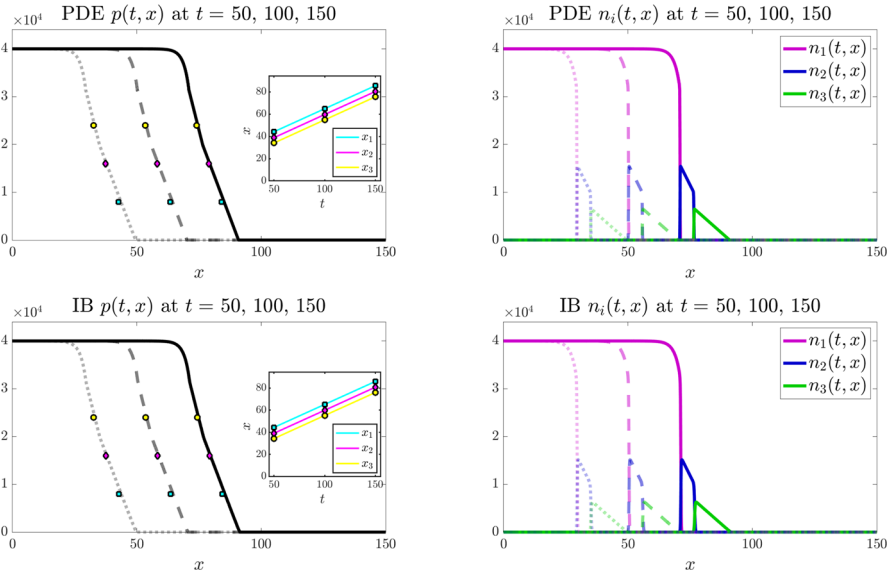 PDE p(t, x) at t = 50, 100, 150
×10⁴
4
3
2
1
0
0 50 100 150
x
x
80
60
40
20
0
50 100 150
t
x₁
x₂
x₃
PDE nᵢ(t, x) at t = 50, 100, 150
×10⁴
4
3
2
1
0
0 50 100 150
x
n₁(t, x)
n₂(t, x)
n₃(t, x)
IB p(t, x) at t = 50, 100, 150
×10⁴
4
3
2
1
0
0 50 100 150
x
x
80
60
40
20
0
50 100 150
t
x₁
x₂
x₃
IB nᵢ(t, x) at t = 50, 100, 150
×10⁴
4
3
2
1
0
0 50 100 150
x
n₁(t, x)
n₂(t, x)
n₃(t, x)